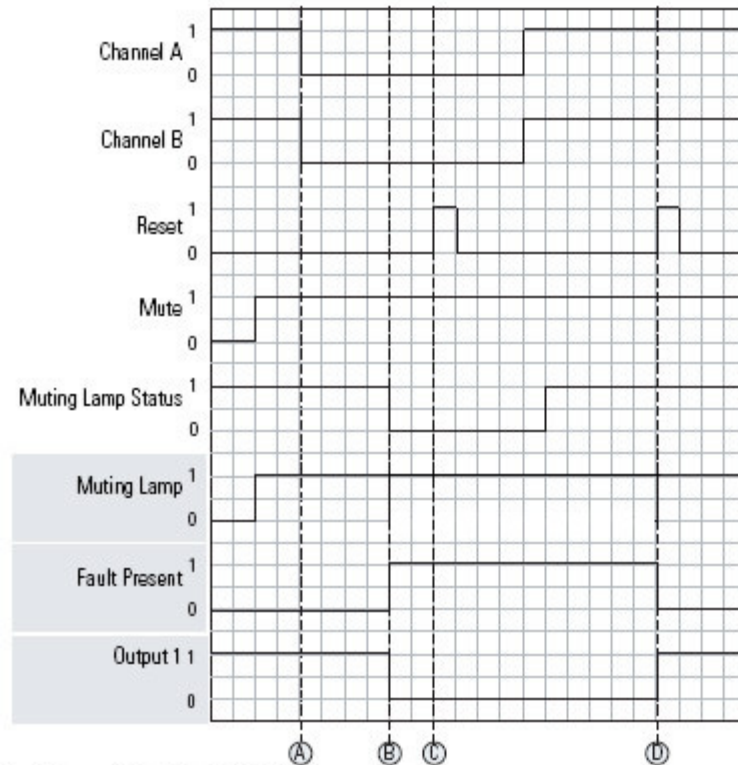 1
Channel A
0
1
Channel B
0
1
Reset
0
1
Mute
0
1
Muting Lamp Status
0
1
Muting Lamp
0
1
Fault Present
0
Output 1 1
0
A B C D